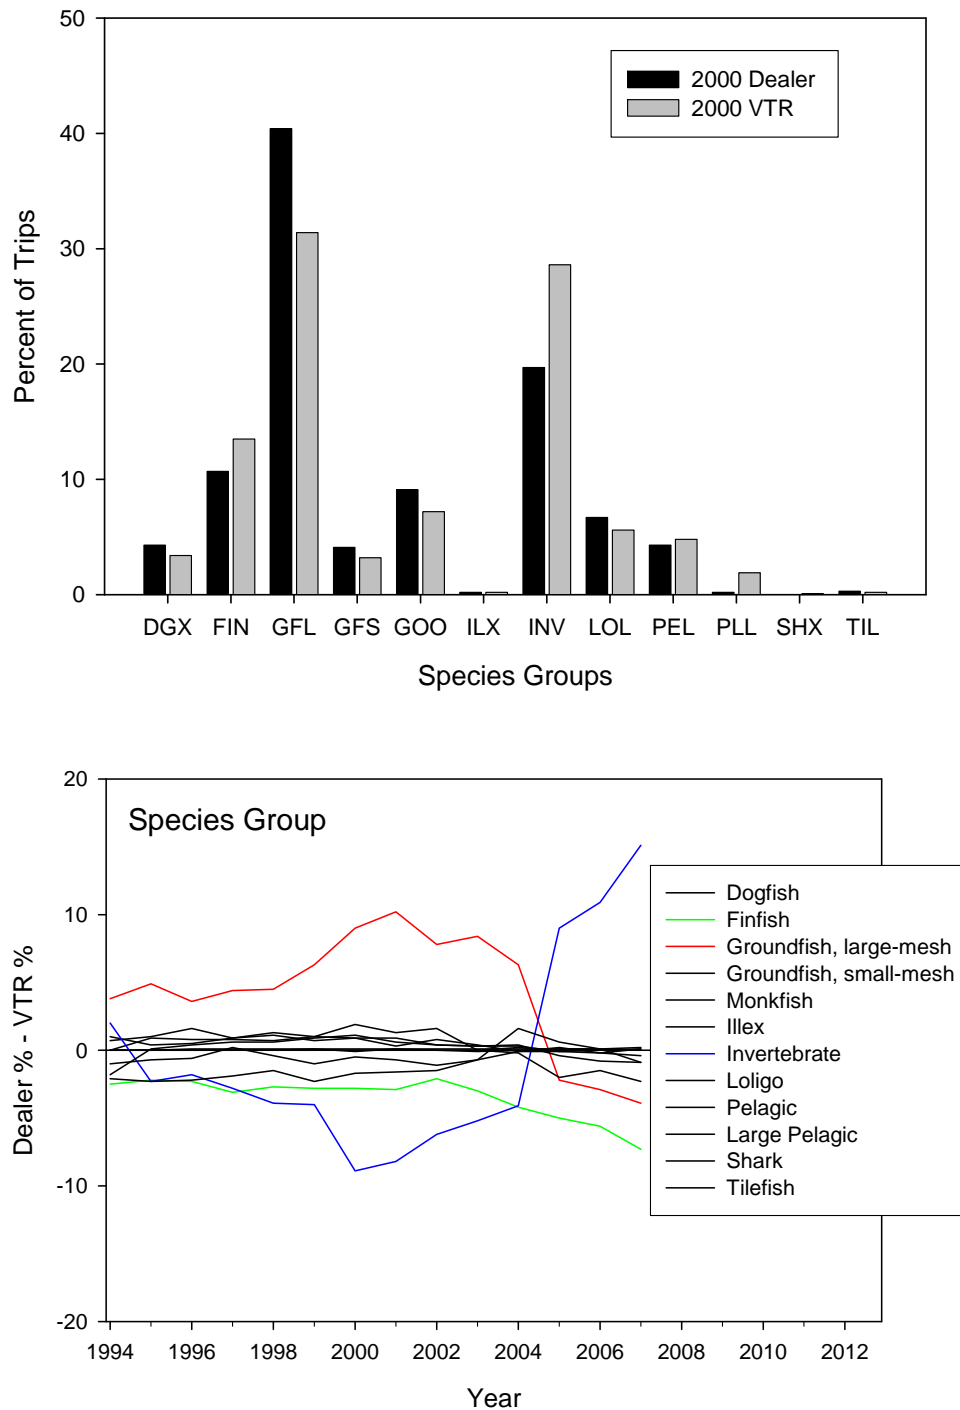 50
40
30
20
10
0
Percent of Trips
2000 Dealer
2000 VTR
DGX FIN GFL GFS GOO ILX INV LOL PEL PLL SHX TIL
Species Groups
20
10
0
-10
-20
Dealer % - VTR %
Species Group
Dogfish
Finfish
Groundfish, large-mesh
Groundfish, small-mesh
Monkfish
Illex
Invertebrate
Loligo
Pelagic
Large Pelagic
Shark
Tilefish
1994 1996 1998 2000 2002 2004 2006 2008 2010 2012
Year